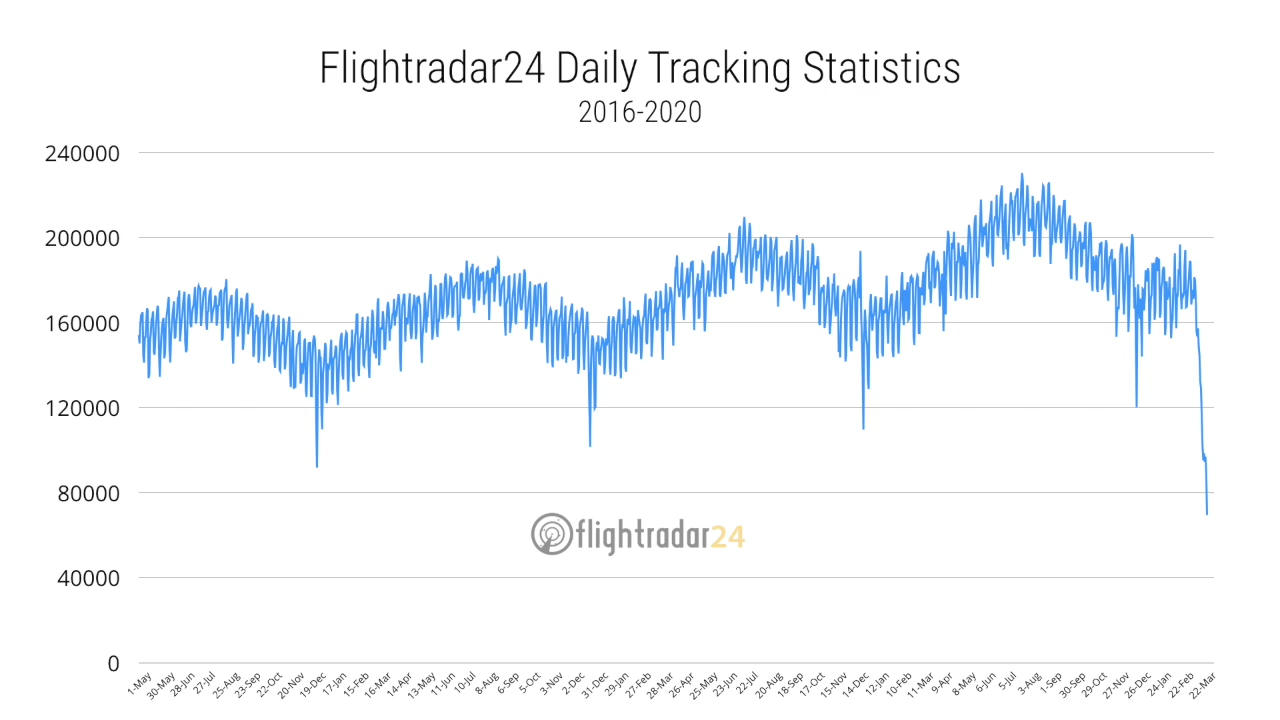 Flightradar24 Daily Tracking Statistics
2016-2020
240000
200000
160000
120000
80000
40000
0
flightradar24
1-May 30-May 28-Jun 27-Jul 25-Aug 23-Sep 22-Oct 20-Nov 19-Dec 17-Jan 15-Feb 16-Mar 14-Apr 13-May 11-Jun 10-Jul 8-Aug 6-Sep 5-Oct 3-Nov 2-Dec 31-Dec 29-Jan 27-Feb 28-Mar 26-Apr 25-May 23-Jun 22-Jul 20-Aug 18-Sep 17-Oct 15-Nov 14-Dec 12-Jan 10-Feb 11-Mar 9-Apr 8-May 6-Jun 5-Jul 3-Aug 1-Sep 30-Sep 29-Oct 27-Nov 26-Dec 24-Jan 22-Feb 22-Mar